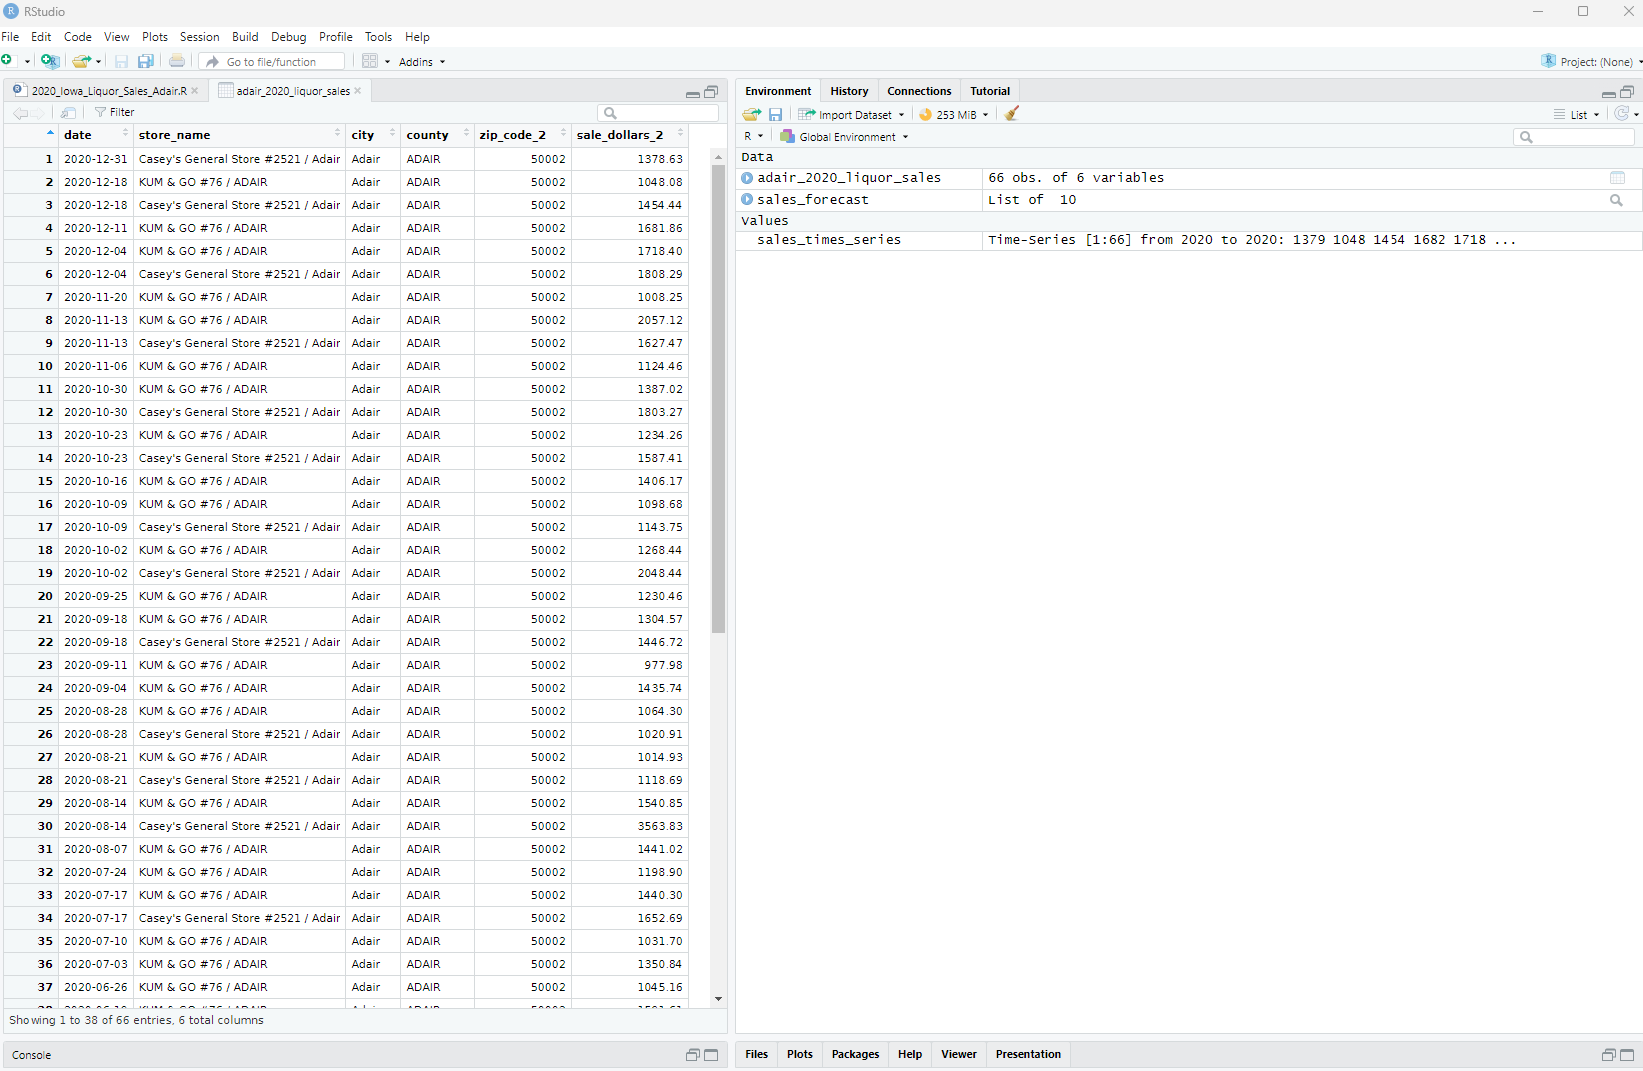 RStudio
File Edit Code View Plots Session Build Debug Profile Tools Help
Go to file/function Addins Project: (None)
2020_Iowa_Liquor_Sales_Adair.R adair_2020_liquor_sales
Filter
date store_name city county zip_code_2 sale_dollars_2
1 2020-12-31 Casey's General Store #2521 / Adair Adair ADAIR 50002 1378.63
2 2020-12-18 KUM & GO #76 / ADAIR Adair ADAIR 50002 1048.08
3 2020-12-18 Casey's General Store #2521 / Adair Adair ADAIR 50002 1454.44
4 2020-12-11 KUM & GO #76 / ADAIR Adair ADAIR 50002 1681.86
5 2020-12-04 KUM & GO #76 / ADAIR Adair ADAIR 50002 1718.40
6 2020-12-04 Casey's General Store #2521 / Adair Adair ADAIR 50002 1808.29
7 2020-11-20 KUM & GO #76 / ADAIR Adair ADAIR 50002 1008.25
8 2020-11-13 KUM & GO #76 / ADAIR Adair ADAIR 50002 2057.12
9 2020-11-13 Casey's General Store #2521 / Adair Adair ADAIR 50002 1627.47
10 2020-11-06 KUM & GO #76 / ADAIR Adair ADAIR 50002 1124.46
11 2020-10-30 KUM & GO #76 / ADAIR Adair ADAIR 50002 1387.02
12 2020-10-30 Casey's General Store #2521 / Adair Adair ADAIR 50002 1803.27
13 2020-10-23 KUM & GO #76 / ADAIR Adair ADAIR 50002 1234.26
14 2020-10-23 Casey's General Store #2521 / Adair Adair ADAIR 50002 1587.41
15 2020-10-16 KUM & GO #76 / ADAIR Adair ADAIR 50002 1406.17
16 2020-10-09 KUM & GO #76 / ADAIR Adair ADAIR 50002 1098.68
17 2020-10-09 Casey's General Store #2521 / Adair Adair ADAIR 50002 1143.75
18 2020-10-02 KUM & GO #76 / ADAIR Adair ADAIR 50002 1268.44
19 2020-10-02 Casey's General Store #2521 / Adair Adair ADAIR 50002 2048.44
20 2020-09-25 KUM & GO #76 / ADAIR Adair ADAIR 50002 1230.46
21 2020-09-18 KUM & GO #76 / ADAIR Adair ADAIR 50002 1304.57
22 2020-09-18 Casey's General Store #2521 / Adair Adair ADAIR 50002 1446.72
23 2020-09-11 KUM & GO #76 / ADAIR Adair ADAIR 50002 977.98
24 2020-09-04 KUM & GO #76 / ADAIR Adair ADAIR 50002 1435.74
25 2020-08-28 KUM & GO #76 / ADAIR Adair ADAIR 50002 1064.30
26 2020-08-28 Casey's General Store #2521 / Adair Adair ADAIR 50002 1020.91
27 2020-08-21 KUM & GO #76 / ADAIR Adair ADAIR 50002 1014.93
28 2020-08-21 Casey's General Store #2521 / Adair Adair ADAIR 50002 1118.69
29 2020-08-14 KUM & GO #76 / ADAIR Adair ADAIR 50002 1540.85
30 2020-08-14 Casey's General Store #2521 / Adair Adair ADAIR 50002 3563.83
31 2020-08-07 KUM & GO #76 / ADAIR Adair ADAIR 50002 1441.02
32 2020-07-24 KUM & GO #76 / ADAIR Adair ADAIR 50002 1198.90
33 2020-07-17 KUM & GO #76 / ADAIR Adair ADAIR 50002 1440.30
34 2020-07-17 Casey's General Store #2521 / Adair Adair ADAIR 50002 1652.69
35 2020-07-10 KUM & GO #76 / ADAIR Adair ADAIR 50002 1031.70
36 2020-07-03 KUM & GO #76 / ADAIR Adair ADAIR 50002 1350.84
37 2020-06-26 KUM & GO #76 / ADAIR Adair ADAIR 50002 1045.16
Showing 1 to 38 of 66 entries, 6 total columns
Console
Environment History Connections Tutorial
Import Dataset 253 MiB List
R Global Environment
Data
adair_2020_liquor_sales 66 obs. of 6 variables
sales_forecast List of 10
Values
sales_times_series Time-Series [1:66] from 2020 to 2020: 1379 1048 1454 1682 1718 ...
Files Plots Packages Help Viewer Presentation